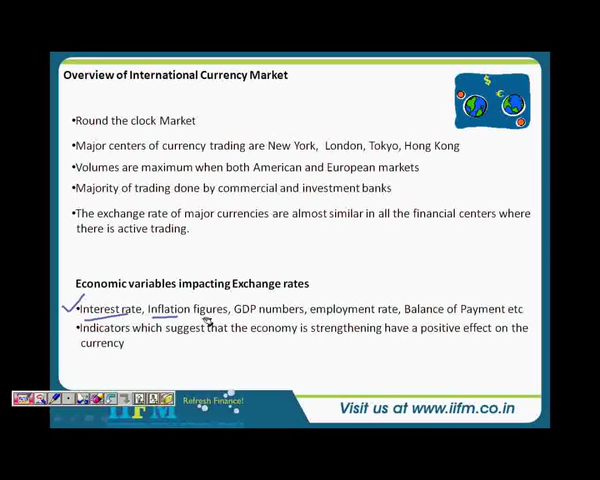 Overview of International Currency Market
$
€
•Round the clock Market
•Major centers of currency trading are New York, London, Tokyo, Hong Kong
•Volumes are maximum when both American and European markets
•Majority of trading done by commercial and investment banks
•The exchange rate of major currencies are almost similar in all the financial centers where
there is active trading.
Economic variables impacting Exchange rates
•Interest rate, Inflation figures, GDP numbers, employment rate, Balance of Payment etc
•Indicators which suggest that the economy is strengthening have a positive effect on the
currency
IIFM
Refresh Finance!
Visit us at www.iifm.co.in